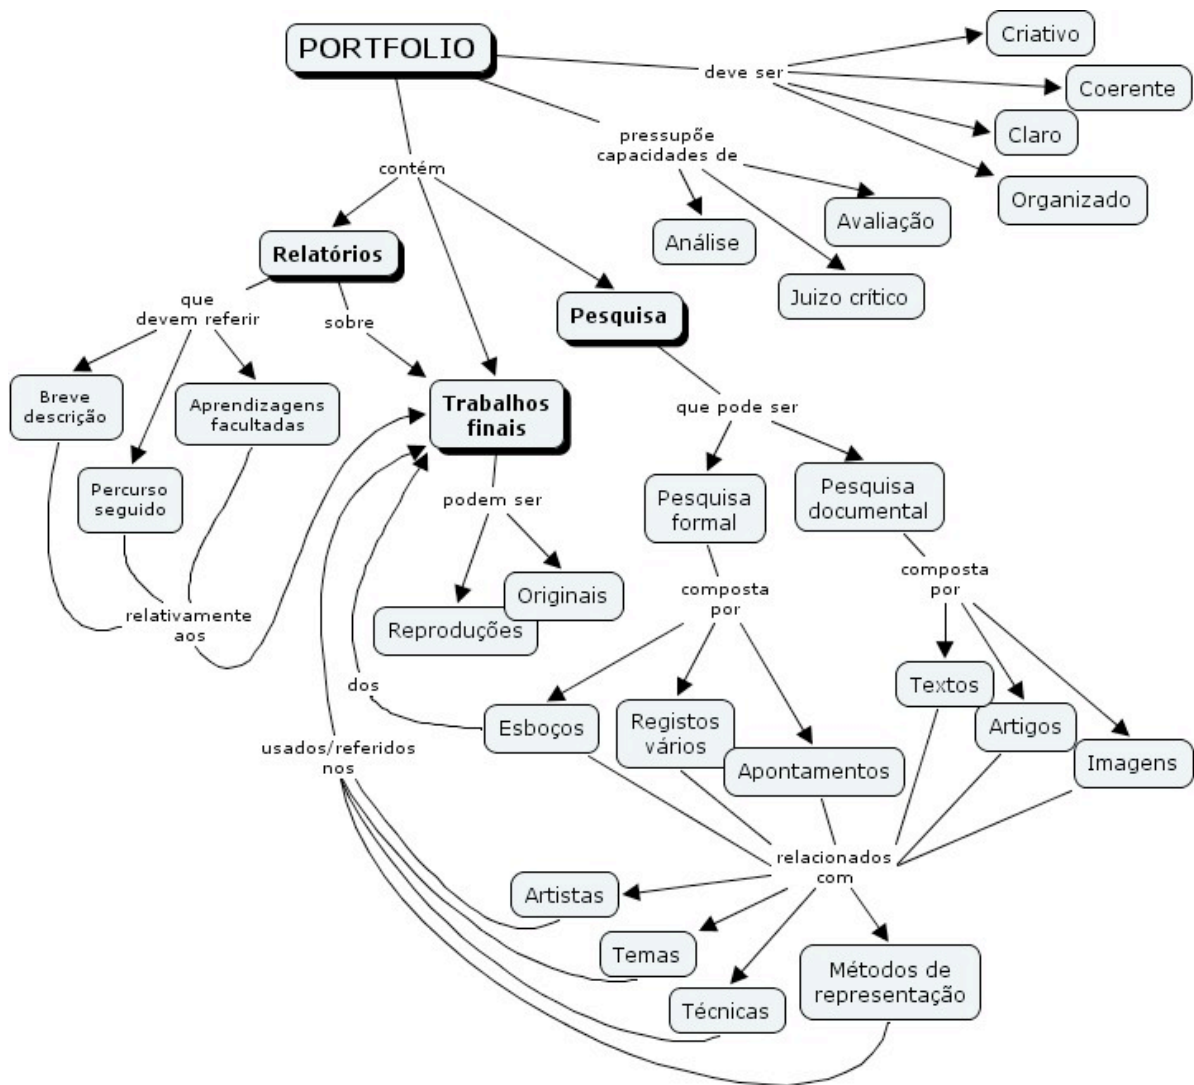 PORTFOLIO
Criativo
deve ser
Coerente
Claro
pressupõe
capacidades de
contém
Organizado
Avaliação
Análise
Relatórios
Juizo crítico
que
devem referir
sobre
Pesquisa
Breve
descrição
Aprendizagens
facultadas
Trabalhos
finais
que pode ser
Percurso
seguido
podem ser
Pesquisa
formal
Pesquisa
documental
Originais
Reproduções
composta
por
composta
por
relativamente
aos
dos
Esboços
Registos
vários
Apontamentos
Textos
Artigos
Imagens
usados/referidos
nos
relacionados
com
Artistas
Temas
Técnicas
Métodos de
representação